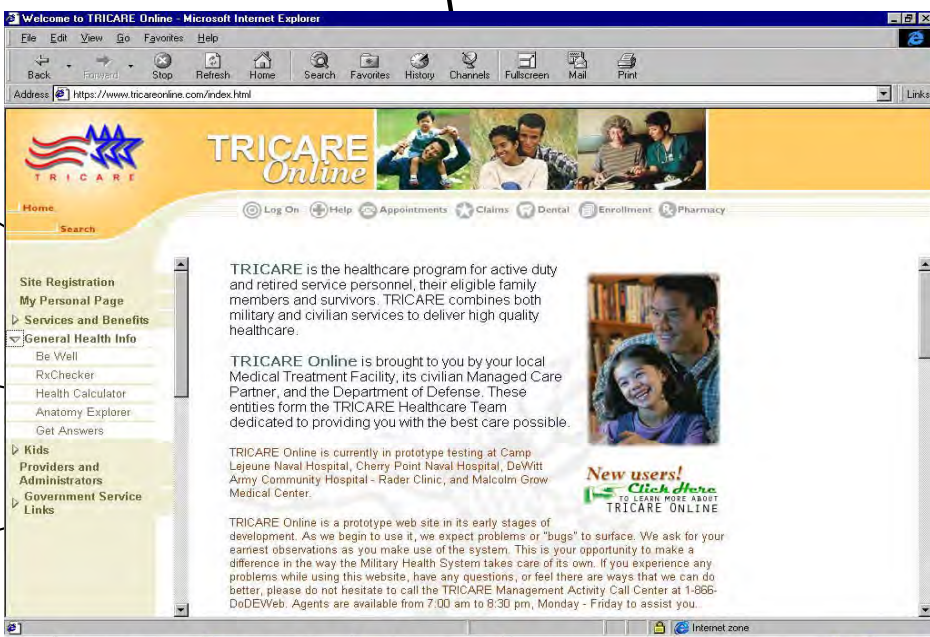 Welcome to TRICARE Online - Microsoft Internet Explorer
File Edit View Go Favorites Help
Back Forward Stop Refresh Home Search Favorites History Channels Fullscreen Mail Print
Address https://www.tricareonline.com/index.html Links
TRICARE
TRICARE
Online
Home
Search
Log On Help Appointments Claims Dental Enrollment Pharmacy
Site Registration
My Personal Page
Services and Benefits
General Health Info
Be Well
RxChecker
Health Calculator
Anatomy Explorer
Get Answers
Kids
Providers and
Administrators
Government Service
Links
TRICARE is the healthcare program for active duty
and retired service personnel, their eligible family
members and survivors. TRICARE combines both
military and civilian services to deliver high quality
healthcare.
TRICARE Online is brought to you by your local
Medical Treatment Facility, its civilian Managed Care
Partner, and the Department of Defense. These
entities form the TRICARE Healthcare Team
dedicated to providing you with the best care possible.
TRICARE Online is currently in prototype testing at Camp
Lejeune Naval Hospital, Cherry Point Naval Hospital, DeWitt
Army Community Hospital - Rader Clinic, and Malcolm Grow
Medical Center.
New users!
Click Here
TO LEARN MORE ABOUT
TRICARE ONLINE
TRICARE Online is a prototype web site in its early stages of
development. As we begin to use it, we expect problems or "bugs" to surface. We ask for your
earnest observations as you make use of the system. This is your opportunity to make a
difference in the way the Military Health System takes care of its own. If you experience any
problems while using this website, have any questions, or feel there are ways that we can do
better, please do not hesitate to call the TRICARE Management Activity Call Center at 1-866-
DoDEWeb. Agents are available from 7:00 am to 8:30 pm, Monday - Friday to assist you.
Internet zone